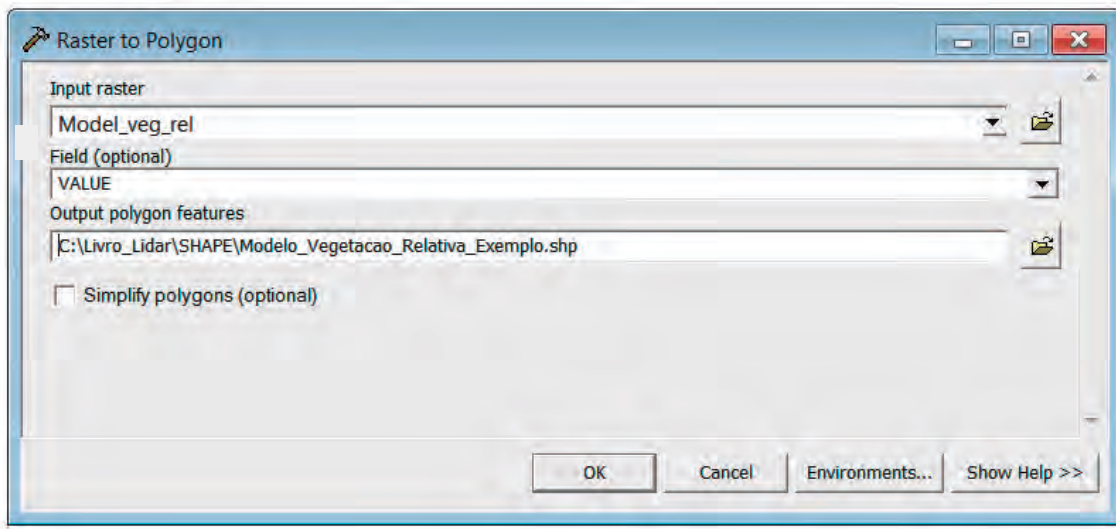 Raster to Polygon
Input raster
Model_veg_rel
Field (optional)
VALUE
Output polygon features
C:\Livro_Lidar\SHAPE\Modelo_Vegetacao_Relativa_Exemplo.shp
Simplify polygons (optional)
OK Cancel Environments... Show Help >>